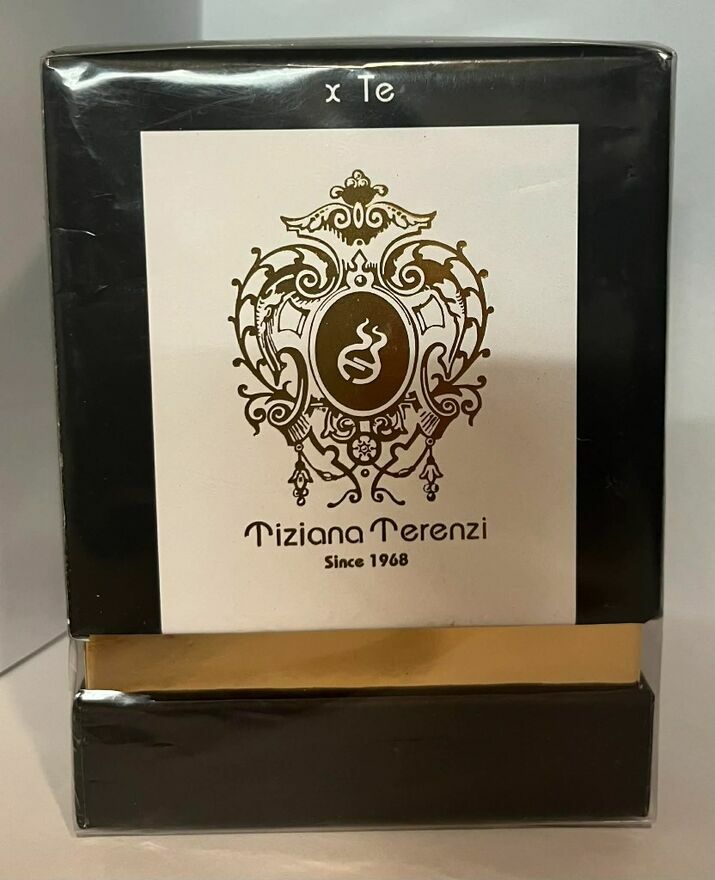 x Te
Tiziana Terenzi
Since 1968